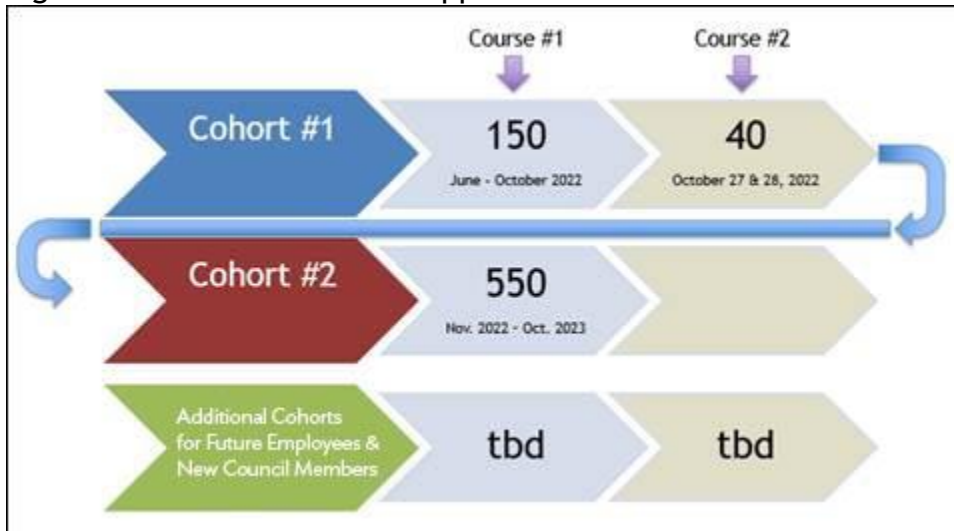 Course #1
Course #2
Cohort #1
150
40
June - October 2022
October 27 & 28, 2022
Cohort #2
550
Nov. 2022 - Oct. 2023
Additional Cohorts
for Future Employees &
New Council Members
tbd
tbd